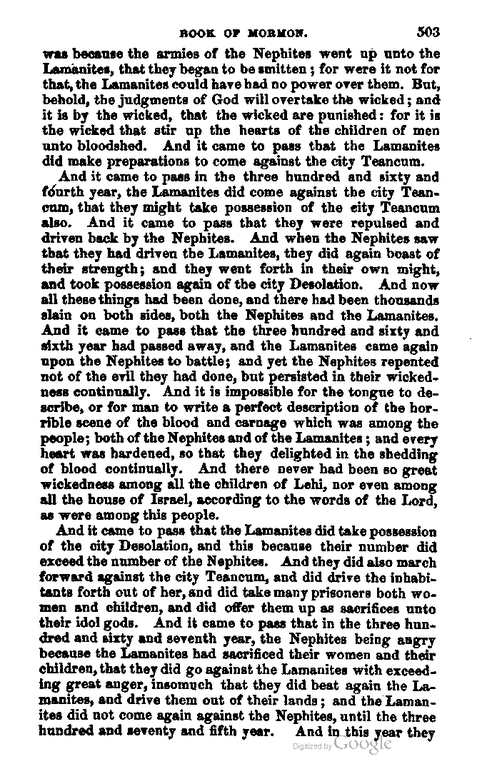 BOOK OF MORMON. 503
was because the armies of the Nephites went up unto the
Lamanites, that they began to be smitten; for were it not for
that, the Lamanites could have had no power over them. But,
behold, the judgments of God will overtake the wicked; and
it is by the wicked, that the wicked are punished: for it is
the wicked that stir up the hearts of the children of men
unto bloodshed. And it came to pass that the Lamanites
did make preparations to come against the city Teancum.
And it came to pass in the three hundred and sixty and
fourth year, the Lamanites did come against the city Tean-
cum, that they might take possession of the city Teancum
also. And it came to pass that they were repulsed and
driven back by the Nephites. And when the Nephites saw
that they had driven the Lamanites, they did again boast of
their strength; and they went forth in their own might,
and took possession again of the city Desolation. And now
all these things had been done, and there had been thousands
slain on both sides, both the Nephites and the Lamanites.
And it came to pass that the three hundred and sixty and
sixth year had passed away, and the Lamanites came again
upon the Nephites to battle; and yet the Nephites repented
not of the evil they had done, but persisted in their wicked-
ness continually. And it is impossible for the tongue to de-
scribe, or for man to write a perfect description of the hor-
rible scene of the blood and carnage which was among the
people; both of the Nephites and of the Lamanites; and every
heart was hardened, so that they delighted in the shedding
of blood continually. And there never had been so great
wickedness among all the children of Lehi, nor even among
all the house of Israel, according to the words of the Lord,
as were among this people.
And it came to pass that the Lamanites did take possession
of the city Desolation, and this because their number did
exceed the number of the Nephites. And they did also march
forward against the city Teancum, and did drive the inhabi-
tants forth out of her, and did take many prisoners both wo-
men and children, and did offer them up as sacrifices unto
their idol gods. And it came to pass that in the three hun-
dred and sixty and seventh year, the Nephites being angry
because the Lamanites had sacrificed their women and their
children, that they did go against the Lamanites with exceed-
ing great anger, insomuch that they did beat again the La-
manites, and drive them out of their lands; and the Laman-
ites did not come again against the Nephites, until the three
hundred and seventy and fifth year. And in this year they
Digitized by Google